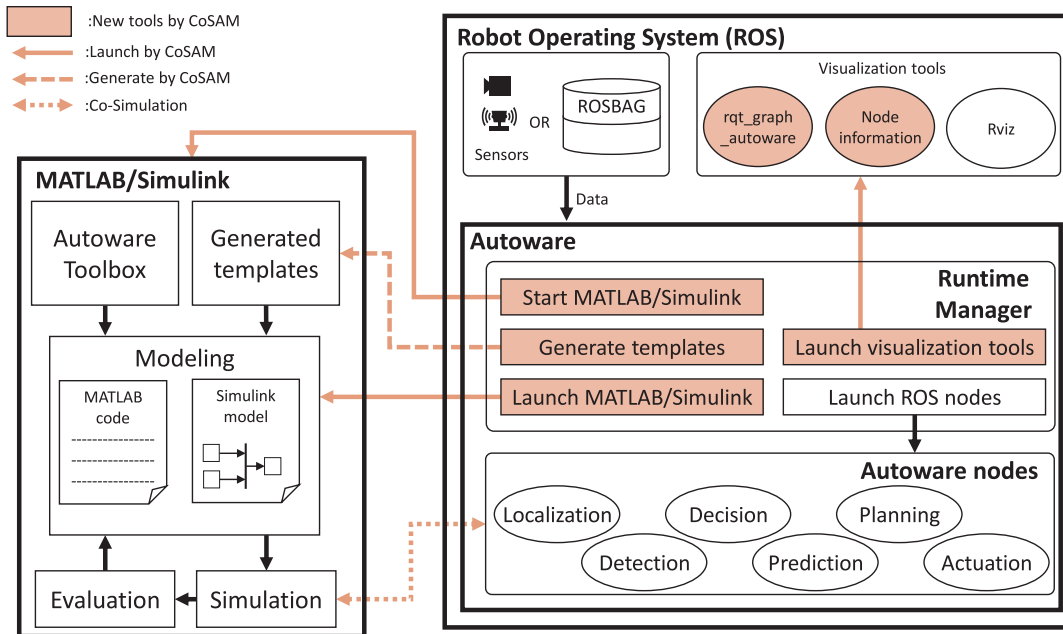 :New tools by CoSAM
:Launch by CoSAM
:Generate by CoSAM
:Co-Simulation
MATLAB/Simulink
Autoware
Toolbox
Generated
templates
Modeling
MATLAB
code
Simulink
model
Evaluation
Simulation
Robot Operating System (ROS)
OR
Sensors
ROSBAG
Visualization tools
rqt_graph
_autoware
Node
information
Rviz
Data
Autoware
Runtime
Manager
Start MATLAB/Simulink
Generate templates
Launch visualization tools
Launch MATLAB/Simulink
Launch ROS nodes
Autoware nodes
Localization
Decision
Planning
Detection
Prediction
Actuation